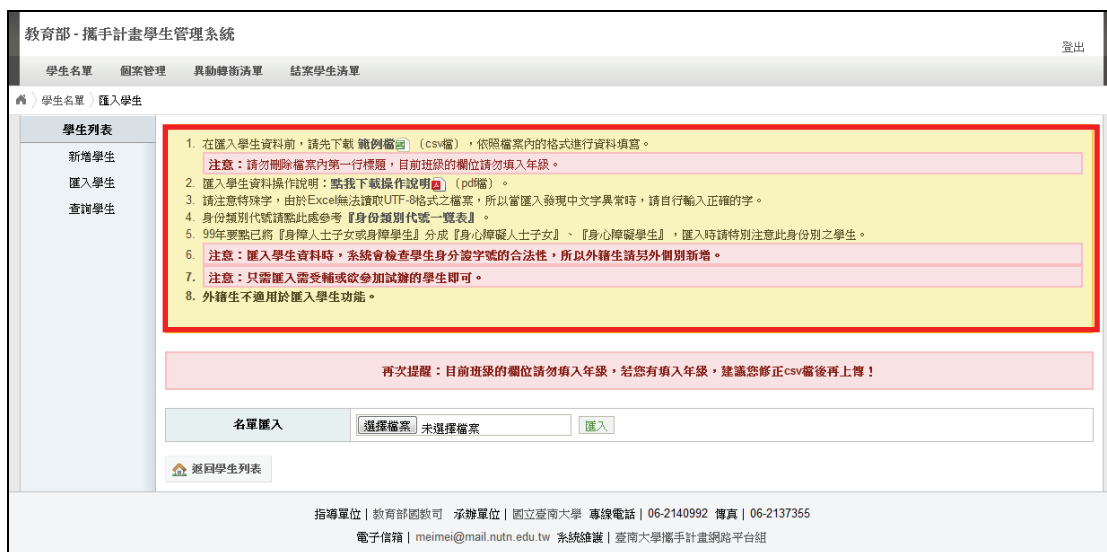 教育部 - 攜手計畫學生管理系統
登出
學生名單 個案管理 異動轉銜清單 結案學生清單
學生名單 〉匯入學生
學生列表
新增學生
匯入學生
查詢學生
1. 在匯入學生資料前，請先下載 範例檔 （csv檔），依照檔案內的格式進行資料填寫。
注意：請勿刪除檔案內第一行標題，目前班級的欄位請勿填入年級。
2. 匯入學生資料操作說明：點我下載操作說明 （pdf檔）。
3. 請注意特殊字，由於Excel無法讀取UTF-8格式之檔案，所以當匯入發現中文字異常時，請自行輸入正確的字。
4. 身份類別代號請點此處參考『身份類別代號一覽表』。
5. 99年要點已將『身障人士子女或身障學生』分成『身心障礙人士子女』、『身心障礙學生』，匯入時請特別注意此身份別之學生。
6. 注意：匯入學生資料時，系統會檢查學生身分證字號的合法性，所以外籍生請另外個別新增。
7. 注意：只需匯入需受輔或欲參加試辦的學生即可。
8. 外籍生不適用於匯入學生功能。
再次提醒：目前班級的欄位請勿填入年級，若您有填入年級，建議您修正csv檔後再上傳！
名單匯入 選擇檔案 未選擇檔案 匯入
返回學生列表
指導單位 | 教育部國教司 承辦單位 | 國立臺南大學 專線電話 | 06-2140992 傳真 | 06-2137355
電子信箱 | meimei@mail.nutn.edu.tw 系統維護 | 臺南大學攜手計畫網路平台組